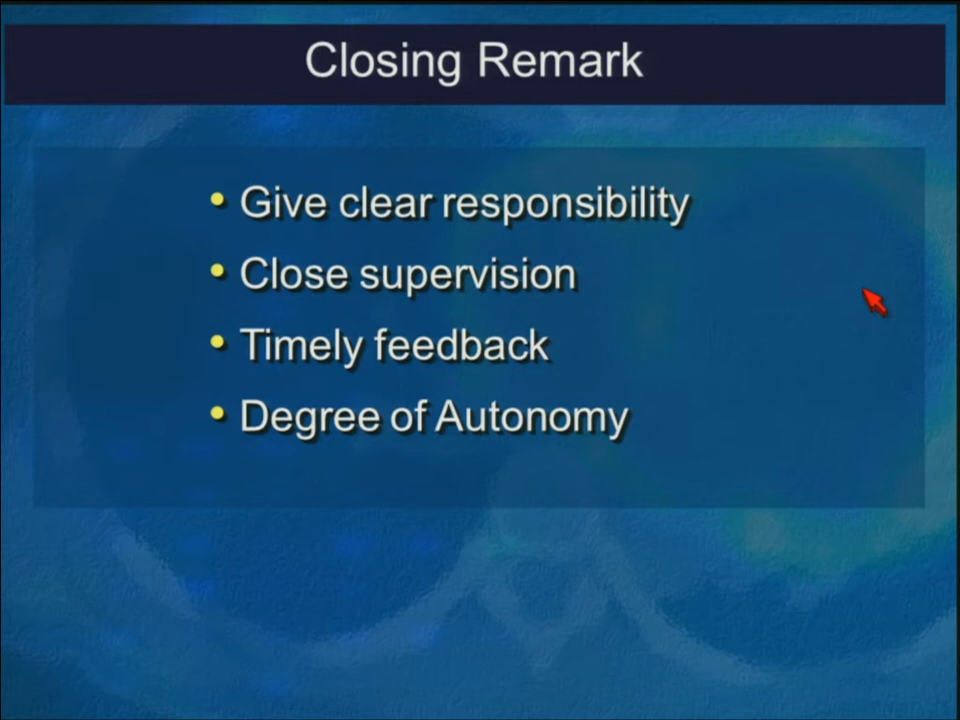 Closing Remark
• Give clear responsibility
• Close supervision
• Timely feedback
• Degree of Autonomy